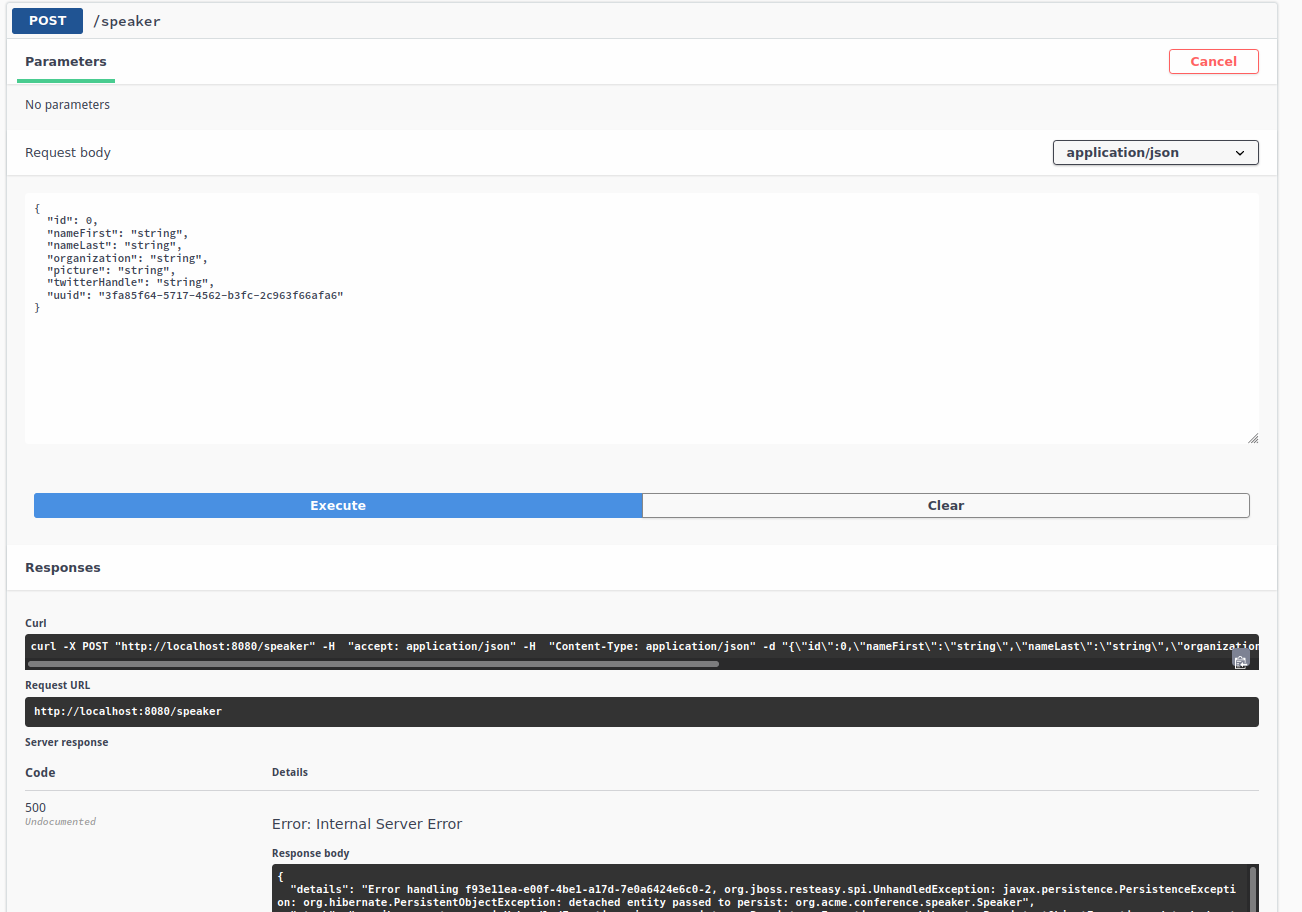 POST /speaker
Parameters
Cancel
No parameters
Request body
application/json
{
  "id": 0,
  "nameFirst": "string",
  "nameLast": "string",
  "organization": "string",
  "picture": "string",
  "twitterHandle": "string",
  "uuid": "3fa85f64-5717-4562-b3fc-2c963f66afa6"
}
Execute
Clear
Responses
Curl
curl -X POST "http://localhost:8080/speaker" -H  "accept: application/json" -H  "Content-Type: application/json" -d "{\"id\":0,\"nameFirst\":\"string\",\"nameLast\":\"string\",\"organization
Request URL
http://localhost:8080/speaker
Server response
Code
Details
500
Undocumented
Error: Internal Server Error
Response body
{
  "details": "Error handling f93e11ea-e00f-4be1-a17d-7e0a6424e6c0-2, org.jboss.resteasy.spi.UnhandledException: javax.persistence.PersistenceExcepti
on: org.hibernate.PersistentObjectException: detached entity passed to persist: org.acme.conference.speaker.Speaker",